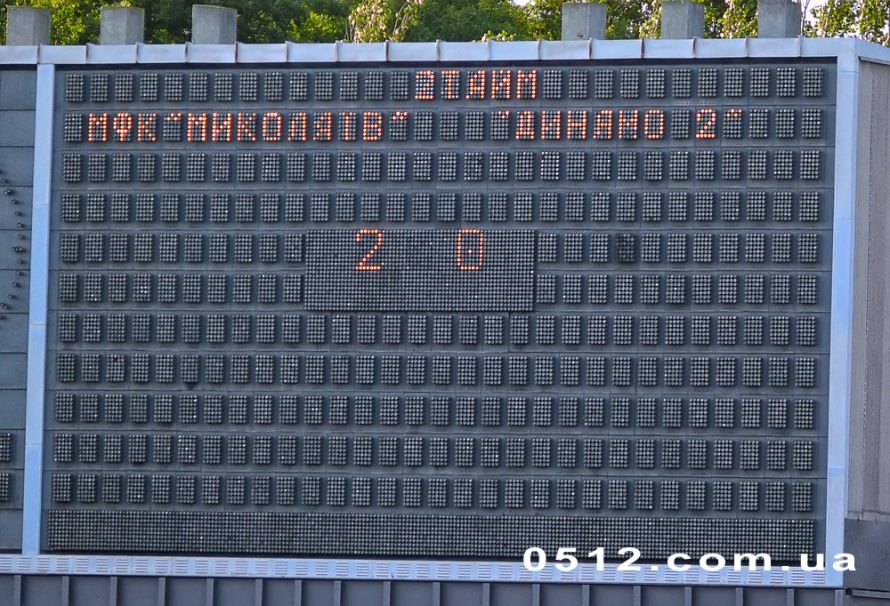 2ТАЙМ
МФК "МИКОЛАЇВ" "ДИНАМО 2"
2 0
0512.com.ua